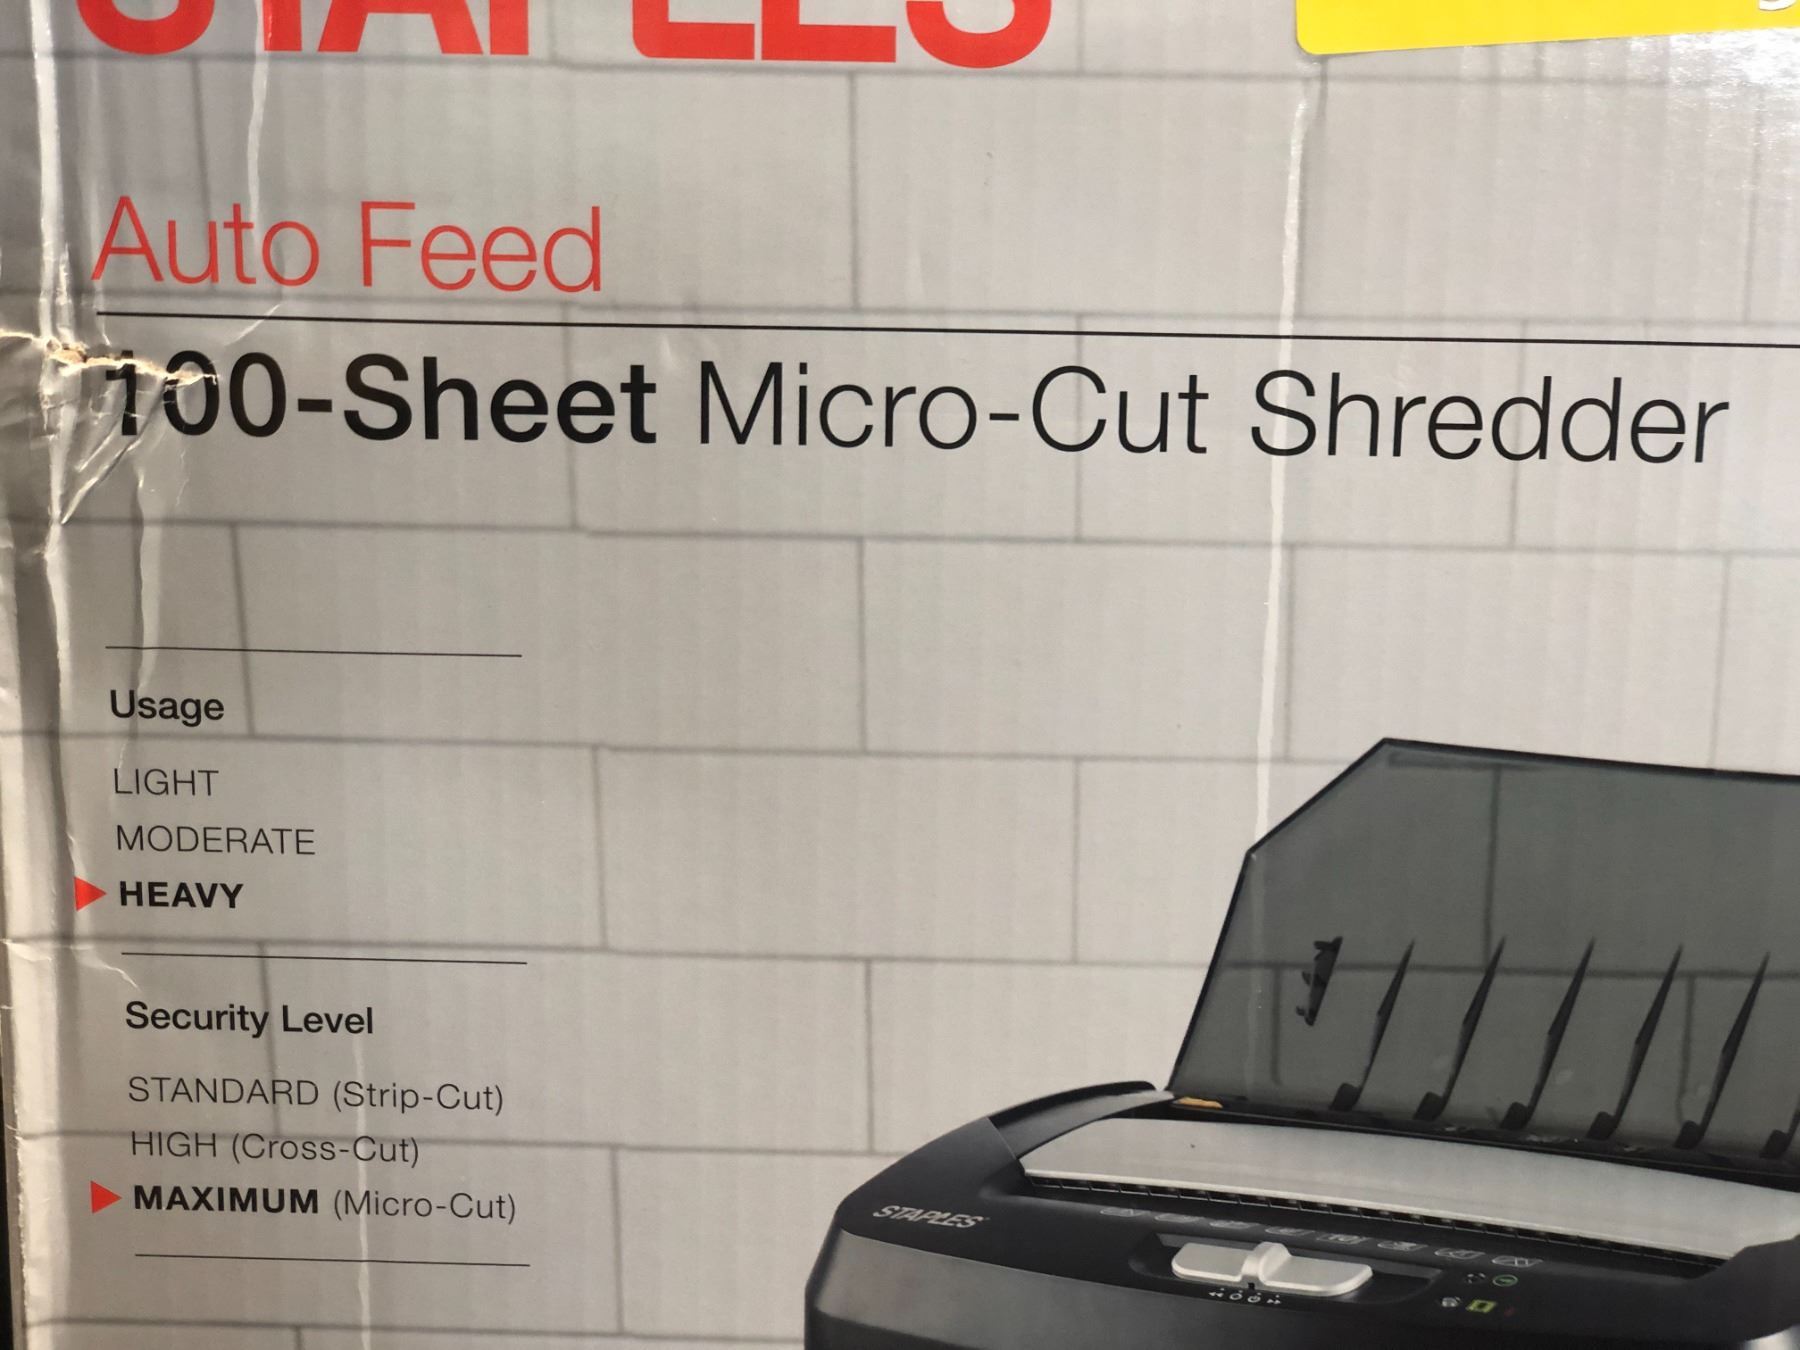 STAPLES
Auto Feed
100-Sheet Micro-Cut Shredder
Usage
LIGHT
MODERATE
HEAVY
Security Level
STANDARD (Strip-Cut)
HIGH (Cross-Cut)
MAXIMUM (Micro-Cut)
STAPLES